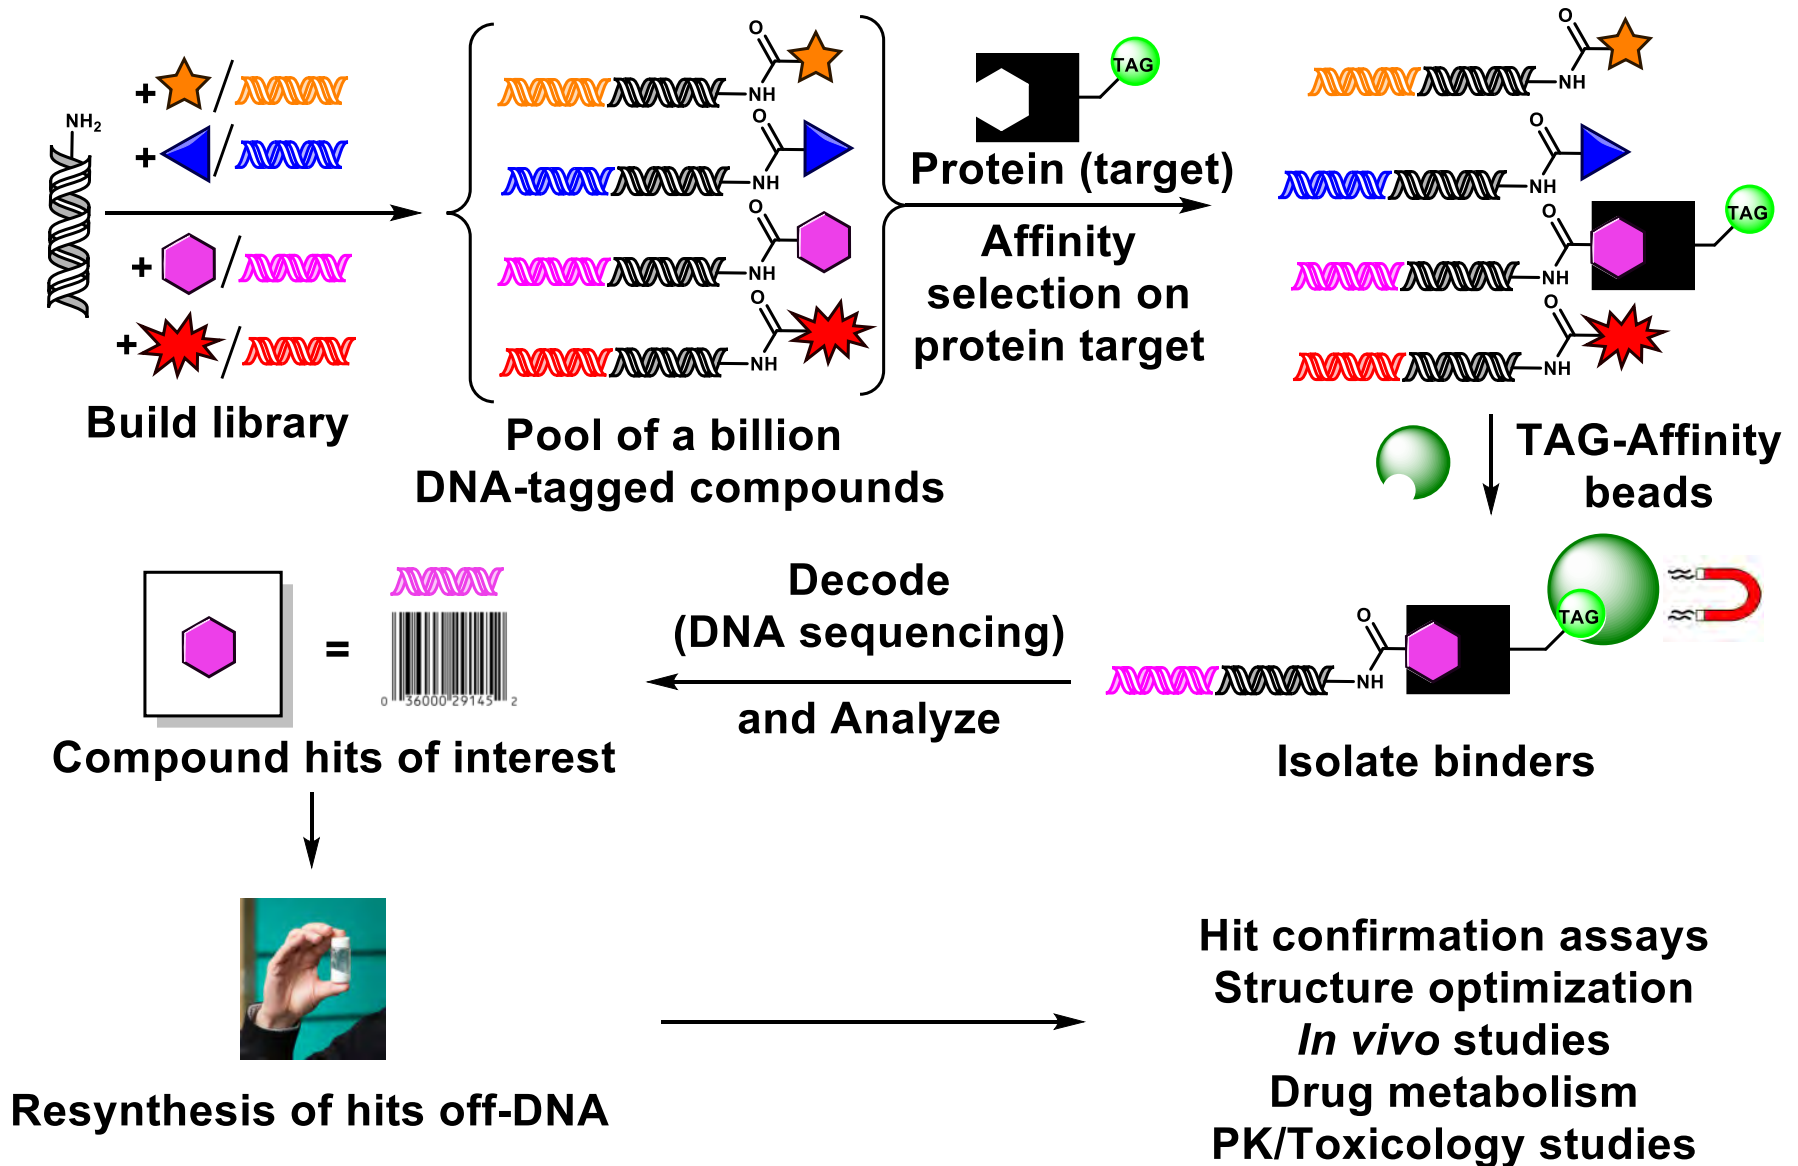 NH2
+ /
+ /
+ /
+ /
Build library
O
NH
O
NH
O
NH
O
NH
Pool of a billion
DNA-tagged compounds
TAG
Protein (target)
Affinity
selection on
protein target
O
NH
O
NH
O
NH
TAG
O
NH
TAG-Affinity
beads
O
NH
TAG
Isolate binders
Decode
(DNA sequencing)
and Analyze
=
0 36000 29145 2
Compound hits of interest
Resynthesis of hits off-DNA
Hit confirmation assays
Structure optimization
In vivo studies
Drug metabolism
PK/Toxicology studies